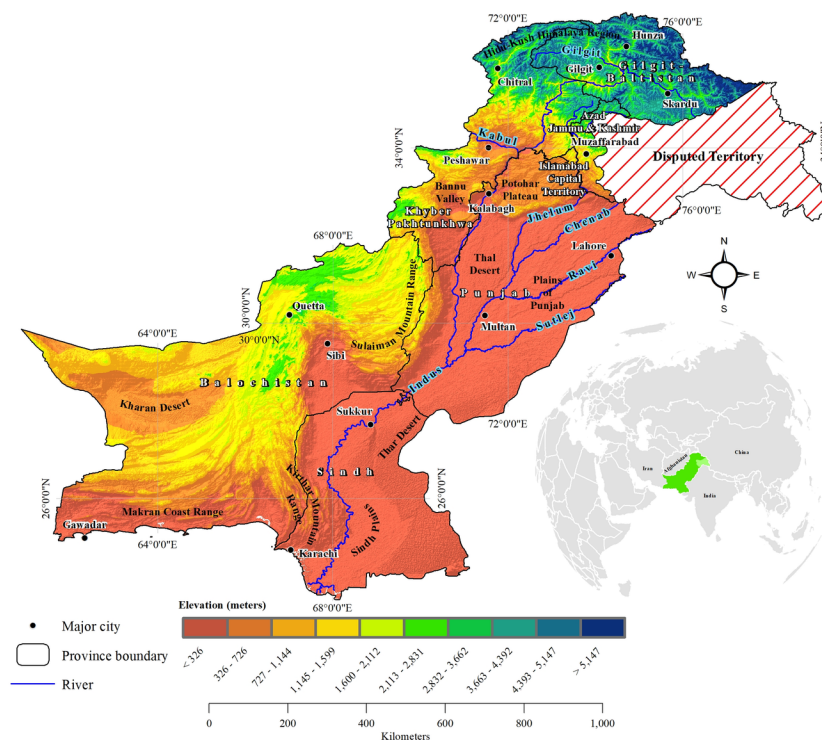 72°0'0"E
76°0'0"E
Hindu-Kush Himalaya Region
Hunza
Gilgit
Gilgit
Gilgit-
Baltistan
Chitral
Skardu
Azad
Jammu & Kashmir
Muzaffarabad
Kabul
34°0'0"N
Peshawar
Disputed Territory
Islamabad
Capital
Territory
Bannu
Valley
Potohar
Plateau
Kalabagh
Khyber
Pakhtunkhwa
Jhelum
Chenab
76°0'0"E
68°0'0"E
Lahore
Thal
Desert
Rawi
N
W
E
S
Punjab
Plains
of
Punjab
Quetta
30°0'0"N
30°0'0"N
Sulaiman Mountain Range
Multan
Sutlej
64°0'0"E
Sibi
Indus
Balochistan
Kharan Desert
Sukkur
Thar Desert
72°0'0"E
Sindh
Kirthar Mountain
Range
26°0'0"N
26°0'0"N
Makran Coast Range
Sindh Plains
Gawadar
64°0'0"E
Karachi
68°0'0"E
Iran
Afghanistan
China
India
Elevation (meters)
Major city
Province boundary
River
< 326
326 - 726
727 - 1,144
1,145 - 1,599
1,600 - 2,112
2,113 - 2,831
2,832 - 3,662
3,663 - 4,392
4,393 - 5,147
> 5,147
0
200
400
600
800
1,000
Kilometers